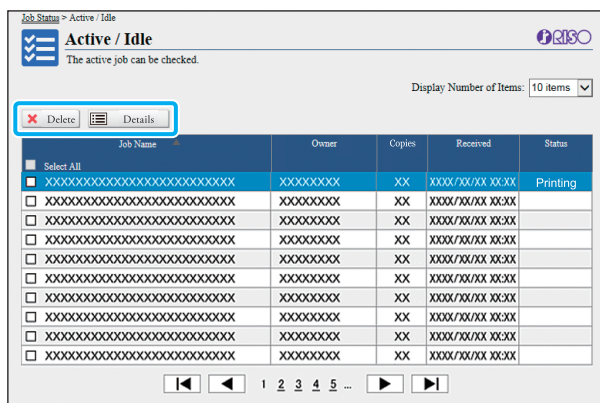 Job Status > Active / Idle
Active / Idle
RISO
The active job can be checked.
Display Number of Items: 10 items
Delete Details
Job Name Owner Copies Received Status
Select All
XXXXXXXXXXXXXXXXXXXXXXXXX XXXXXXXX XX XXXX/XX/XX XX:XX Printing
XXXXXXXXXXXXXXXXXXXXXXXXX XXXXXXXX XX XXXX/XX/XX XX:XX
XXXXXXXXXXXXXXXXXXXXXXXXX XXXXXXXX XX XXXX/XX/XX XX:XX
XXXXXXXXXXXXXXXXXXXXXXXXX XXXXXXXX XX XXXX/XX/XX XX:XX
XXXXXXXXXXXXXXXXXXXXXXXXX XXXXXXXX XX XXXX/XX/XX XX:XX
XXXXXXXXXXXXXXXXXXXXXXXXX XXXXXXXX XX XXXX/XX/XX XX:XX
XXXXXXXXXXXXXXXXXXXXXXXXX XXXXXXXX XX XXXX/XX/XX XX:XX
XXXXXXXXXXXXXXXXXXXXXXXXX XXXXXXXX XX XXXX/XX/XX XX:XX
XXXXXXXXXXXXXXXXXXXXXXXXX XXXXXXXX XX XXXX/XX/XX XX:XX
XXXXXXXXXXXXXXXXXXXXXXXXX XXXXXXXX XX XXXX/XX/XX XX:XX
1 2 3 4 5 ...